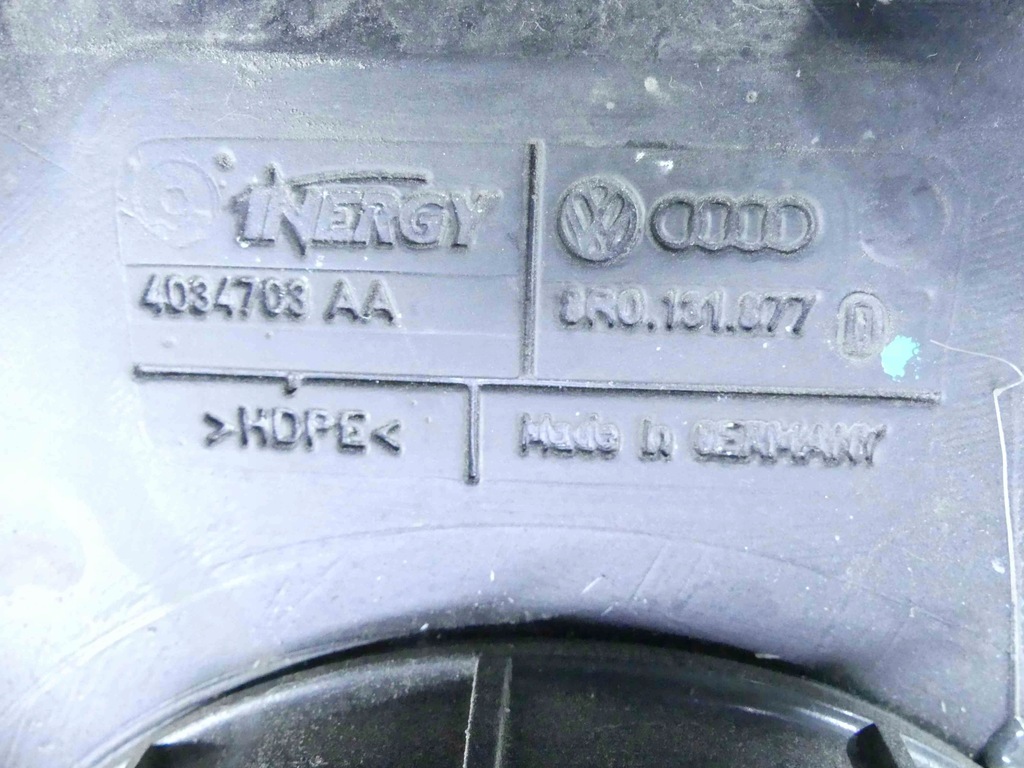 INERGY
4034703 AA
8R0.131.877 D
>HDPE<
Made in GERMANY